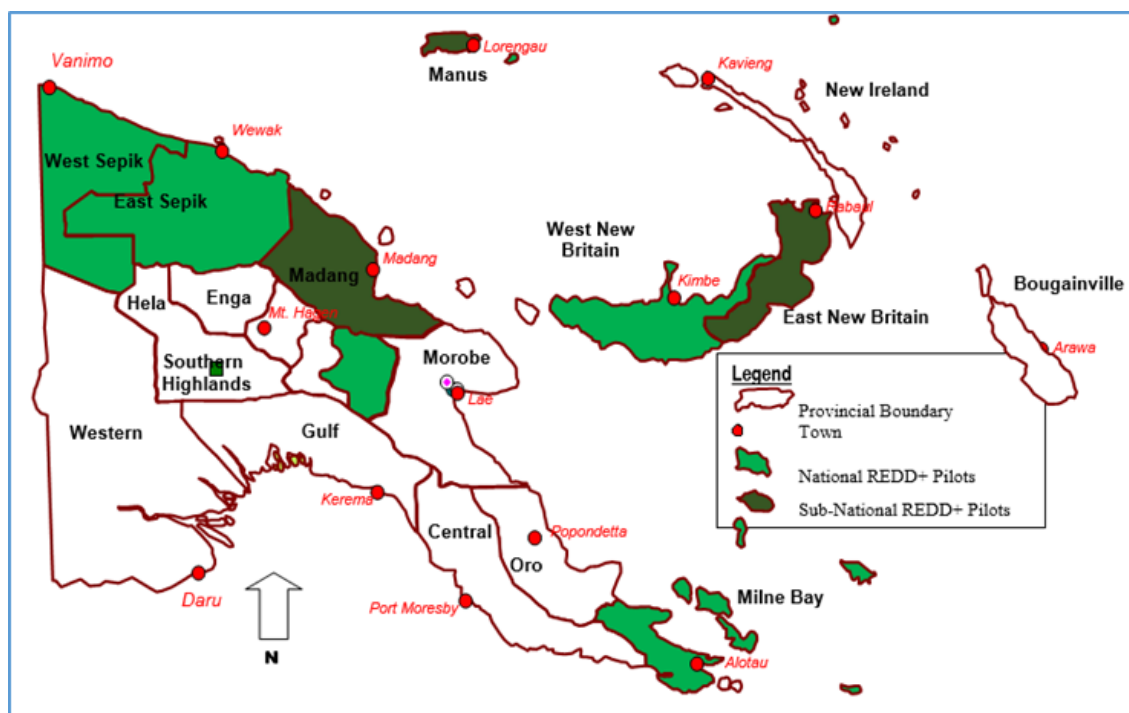 Vanimo
Lorengau
Manus
Kavieng
New Ireland
Wewak
West Sepik
East Sepik
Rabaul
West New
Britain
Madang
Madang
Kimbe
Bougainville
Hela
Enga
Mt. Hagen
East New Britain
Arawa
Southern
Highlands
Morobe
Lae
Legend
Provincial Boundary
Town
National REDD+ Pilots
Sub-National REDD+ Pilots
Western
Gulf
Kerema
Central
Popondetta
Oro
Daru
Port Moresby
Milne Bay
Alotau
N